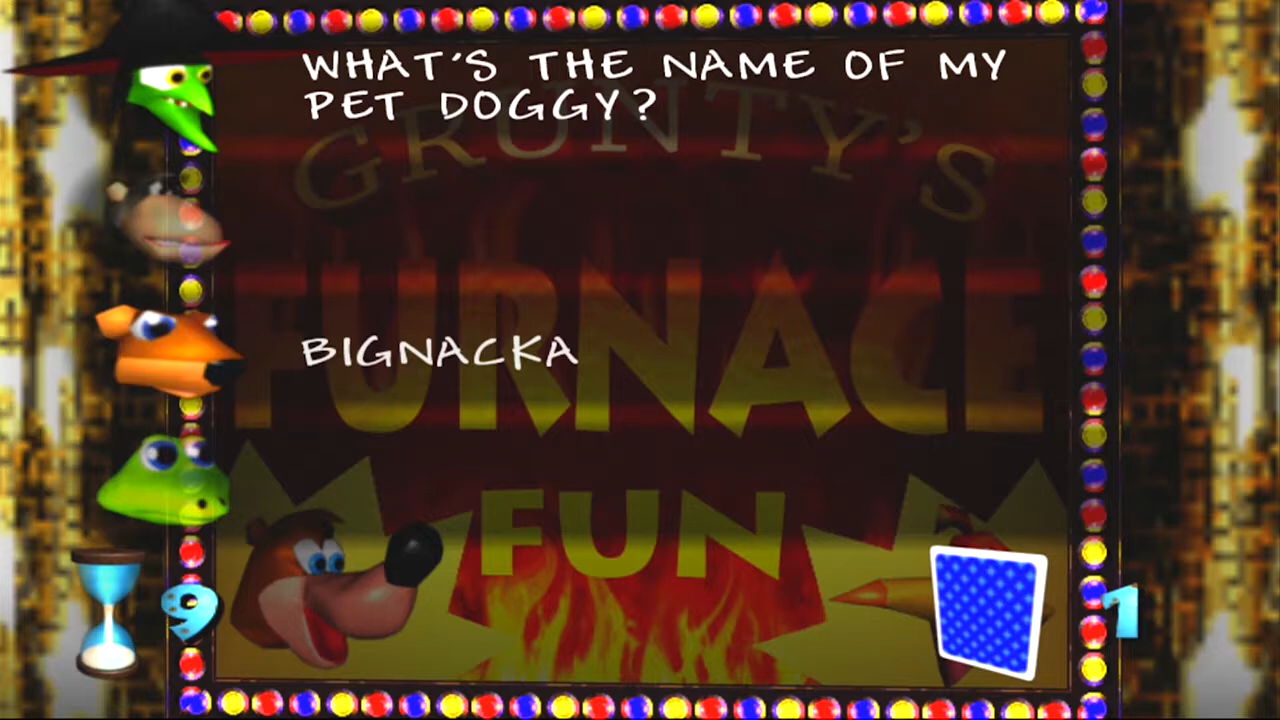 WHAT'S THE NAME OF MY
PET DOGGY?
GRUNTY'S
FURNACE
BIGNACKA
FUN
9
1